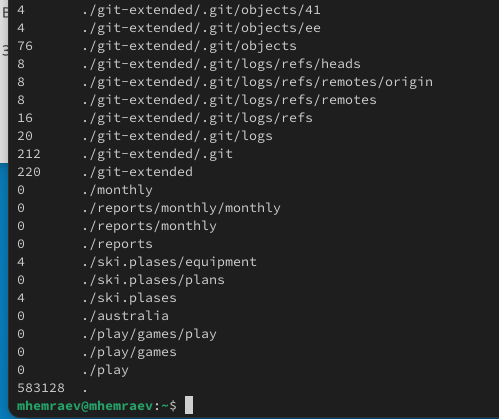 4 ./git-extended/.git/objects/41
4 ./git-extended/.git/objects/ee
76 ./git-extended/.git/objects
8 ./git-extended/.git/logs/refs/heads
8 ./git-extended/.git/logs/refs/remotes/origin
8 ./git-extended/.git/logs/refs/remotes
16 ./git-extended/.git/logs/refs
20 ./git-extended/.git/logs
212 ./git-extended/.git
220 ./git-extended
0 ./monthly
0 ./reports/monthly/monthly
0 ./reports/monthly
0 ./reports
4 ./ski.plases/equipment
0 ./ski.plases/plans
4 ./ski.plases
0 ./australia
0 ./play/games/play
0 ./play/games
0 ./play
583128 .
mhemraev@mhemraev:~$